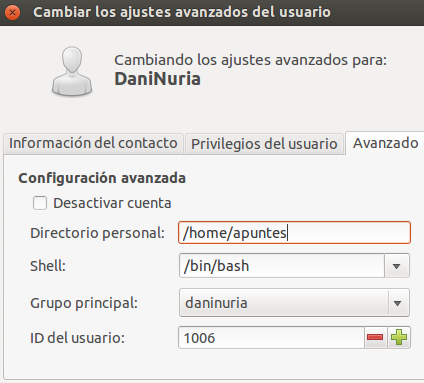 Cambiar los ajustes avanzados del usuario
Cambiando los ajustes avanzados para:
DaniNuria
Información del contacto Privilegios del usuario Avanzado
Configuración avanzada
Desactivar cuenta
Directorio personal: /home/apuntes
Shell: /bin/bash
Grupo principal: daninuria
ID del usuario: 1006